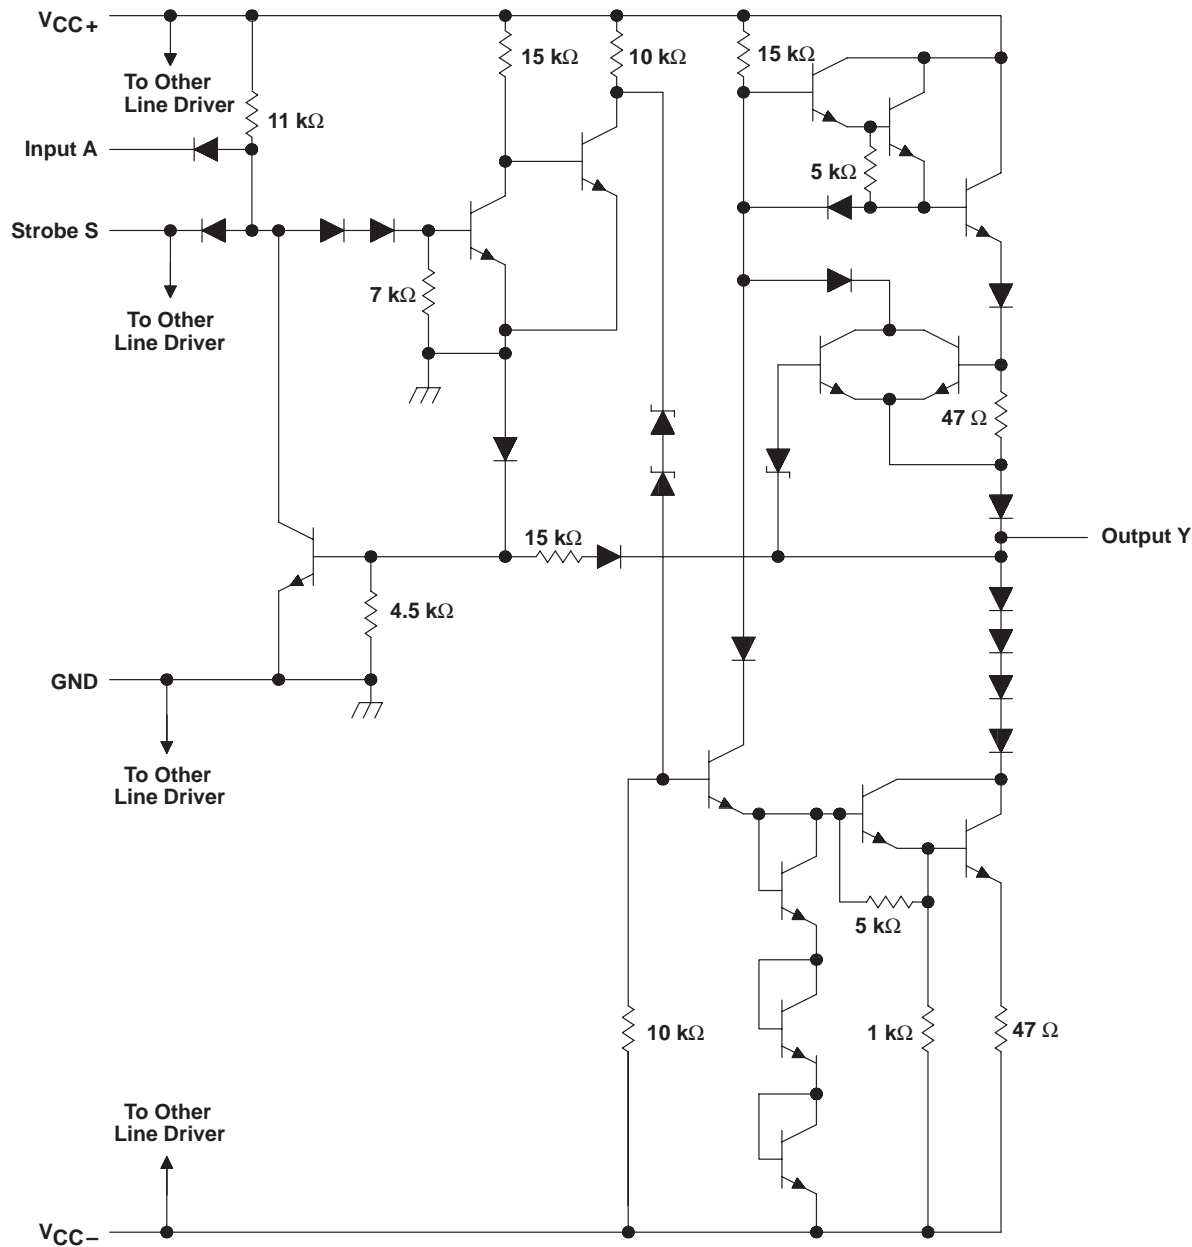 VCC+
To Other
Line Driver
15 kΩ
10 kΩ
15 kΩ
11 kΩ
Input A
5 kΩ
Strobe S
7 kΩ
To Other
Line Driver
47 Ω
15 kΩ
Output Y
4.5 kΩ
GND
To Other
Line Driver
5 kΩ
10 kΩ
1 kΩ
47 Ω
To Other
Line Driver
VCC−